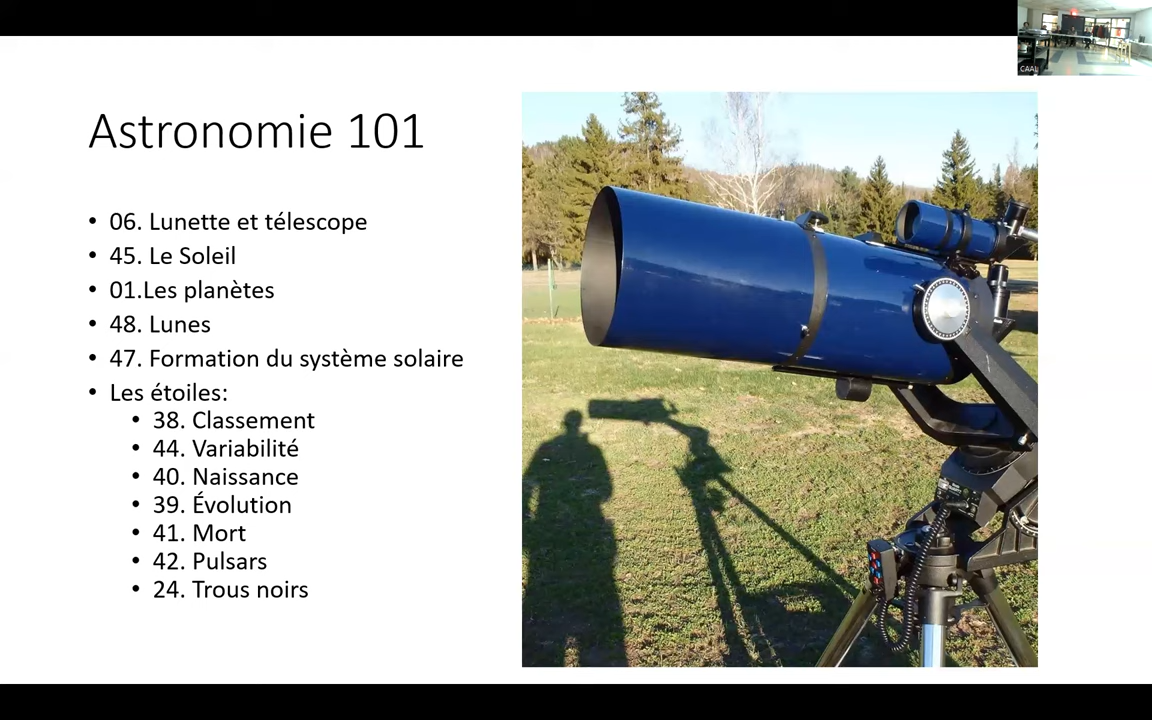 Astronomie 101
• 06. Lunette et télescope
• 45. Le Soleil
• 01.Les planètes
• 48. Lunes
• 47. Formation du système solaire
• Les étoiles:
• 38. Classement
• 44. Variabilité
• 40. Naissance
• 39. Évolution
• 41. Mort
• 42. Pulsars
• 24. Trous noirs
CAAL